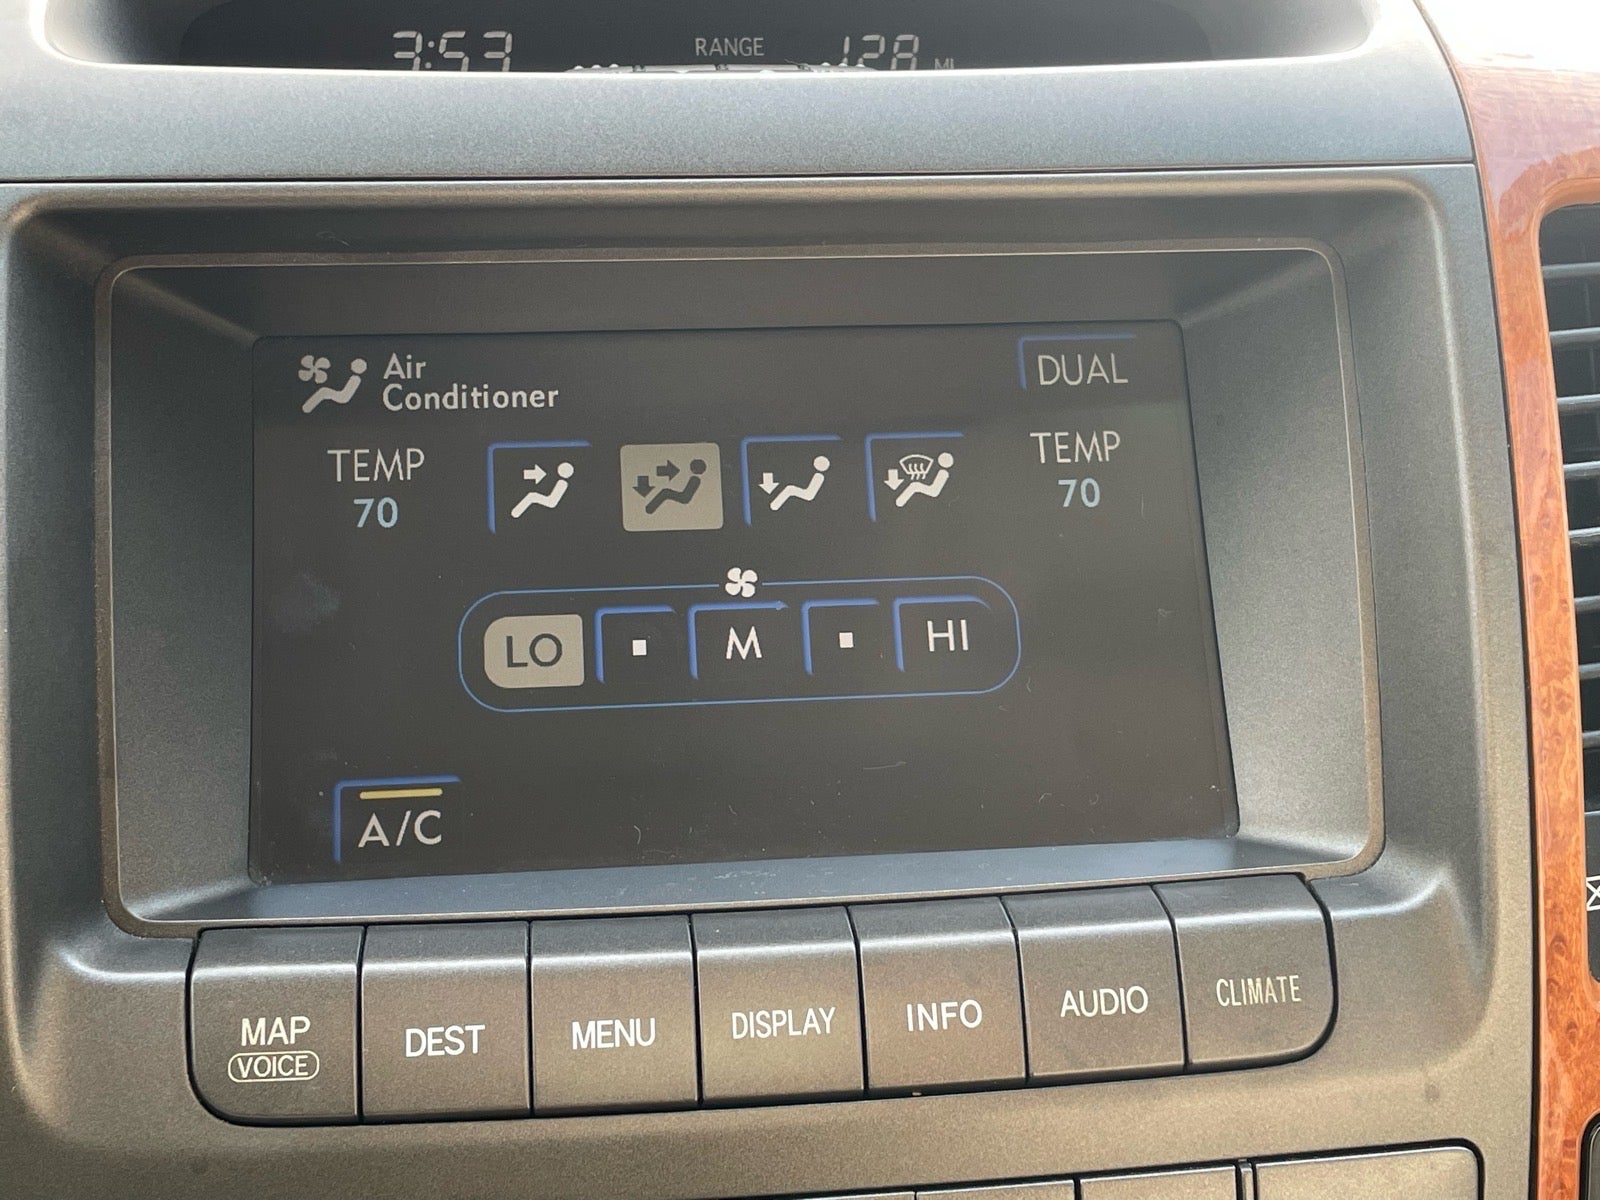 3:53 RANGE 128 MI
Air
Conditioner
DUAL
TEMP
70
TEMP
70
LO M HI
A/C
MAP
VOICE
DEST
MENU
DISPLAY
INFO
AUDIO
CLIMATE